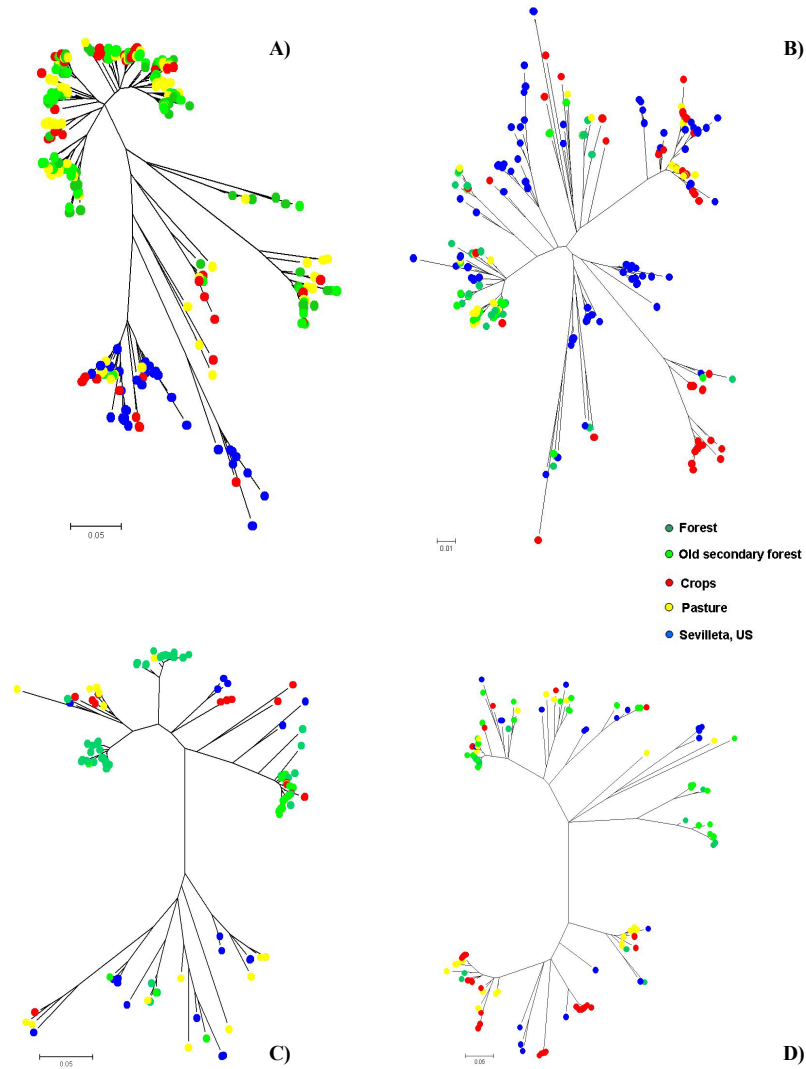 A)
B)
0.05
0.01
Forest
Old secondary forest
Crops
Pasture
Sevilleta, US
0.05
C)
0.05
D)